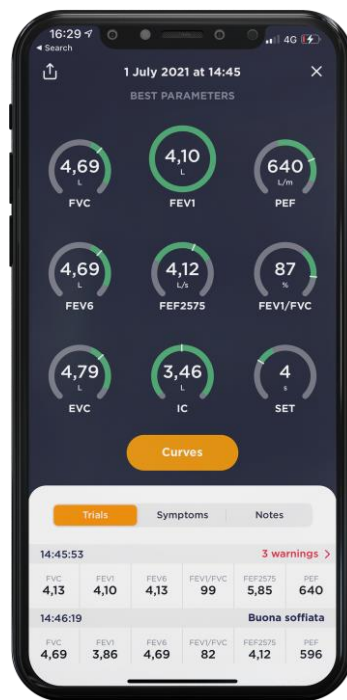 16:29
4G
Search
1 July 2021 at 14:45
BEST PARAMETERS
4,69 4,10 640
L L L/m
FVC FEV1 PEF
4,69 4,12 87
L L/s %
FEV6 FEF2575 FEV1/FVC
4,79 3,46 4
L L s
EVC IC SET
Curves
Trials Symptoms Notes
14:45:53 3 warnings
FVC FEV1 FEV6 FEV1/FVC FEF2575 PEF
4,13 4,10 4,13 99 5,85 640
14:46:19 Buona soffiata
FVC FEV1 FEV6 FEV1/FVC FEF2575 PEF
4,69 3,86 4,69 82 4,12 596